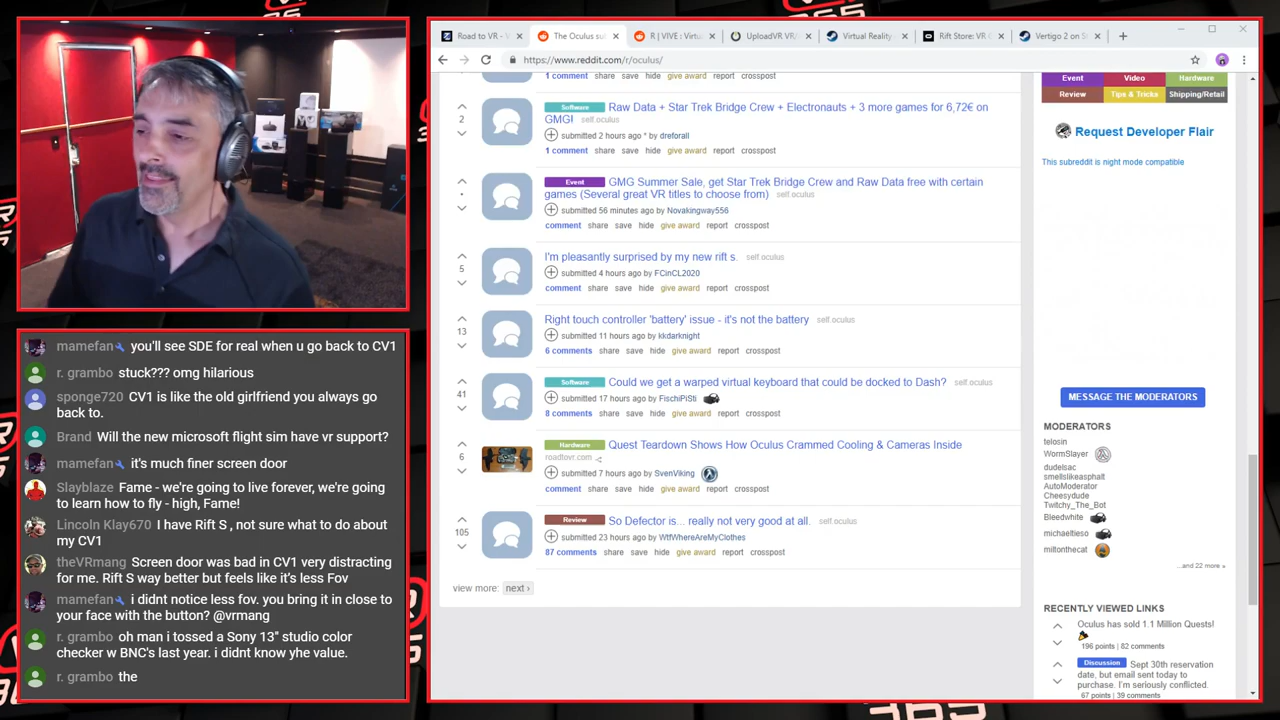 Road to VR - V
The Oculus su
R | VIVE : Virtu
UploadVR VR/
Virtual Reality
Rift Store: VR G
Vertigo 2 on S
https://www.reddit.com/r/oculus/
1 comment share save hide give award report crosspost
2
Software Raw Data + Star Trek Bridge Crew + Electronauts + 3 more games for 6,72€ on
GMG! self.oculus
submitted 2 hours ago * by dreforall
1 comment share save hide give award report crosspost
•
Event GMG Summer Sale, get Star Trek Bridge Crew and Raw Data free with certain
games (Several great VR titles to choose from) self.oculus
submitted 56 minutes ago by Novakingway556
comment share save hide give award report crosspost
5
I'm pleasantly surprised by my new rift s. self.oculus
submitted 4 hours ago by FCinCL2020
comment share save hide give award report crosspost
13
Right touch controller 'battery' issue - it's not the battery self.oculus
submitted 11 hours ago by kkdarknight
6 comments share save hide give award report crosspost
41
Software Could we get a warped virtual keyboard that could be docked to Dash? self.oculus
submitted 17 hours ago by FischiPiSti
8 comments share save hide give award report crosspost
6
Hardware Quest Teardown Shows How Oculus Crammed Cooling & Cameras Inside
roadtovr.com
submitted 7 hours ago by SvenViking
comment share save hide give award report crosspost
105
Review So Defector is... really not very good at all. self.oculus
submitted 23 hours ago by WtfWhereAreMyClothes
87 comments share save hide give award report crosspost
view more: next ›
Event Video Hardware
Review Tips & Tricks Shipping/Retail
Request Developer Flair
This subreddit is night mode compatible
MESSAGE THE MODERATORS
MODERATORS
telosin
WormSlayer
dudelsac
smellslikeasphalt
AutoModerator
Cheesydude
Twitchy_The_Bot
Bleedwhite
michaeltieso
miltonthecat
...and 22 more »
RECENTLY VIEWED LINKS
Oculus has sold 1.1 Million Quests!
196 points | 82 comments
Discussion Sept 30th reservation
date, but email sent today to
purchase. I'm seriously conflicted.
67 points | 39 comments
mamefan you'll see SDE for real when u go back to CV1
r. grambo stuck??? omg hilarious
sponge720 CV1 is like the old girlfriend you always go
back to.
Brand Will the new microsoft flight sim have vr support?
mamefan it's much finer screen door
Slayblaze Fame - we're going to live forever, we're going
to learn how to fly - high, Fame!
Lincoln Klay670 I have Rift S , not sure what to do about
my CV1
theVRmang Screen door was bad in CV1 very distracting
for me. Rift S way better but feels like it's less Fov
mamefan i didnt notice less fov. you bring it in close to
your face with the button? @vrmang
r. grambo oh man i tossed a Sony 13" studio color
checker w BNC's last year. i didnt know yhe value.
r. grambo the